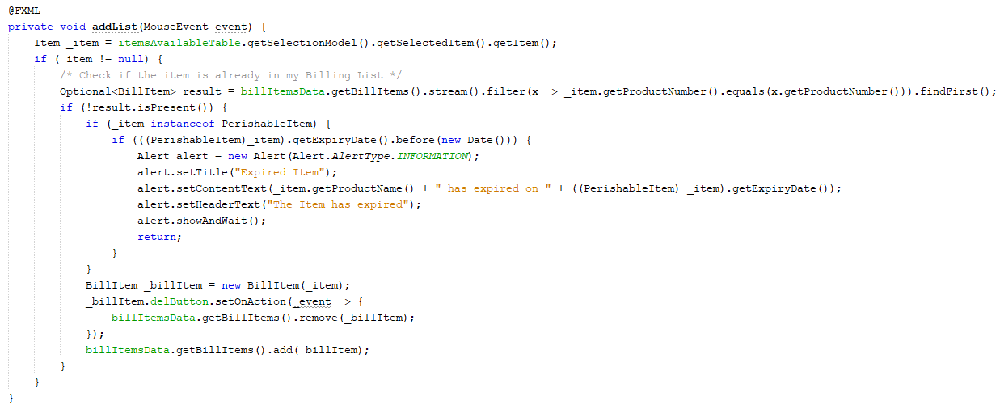 @FXML
private void addList(MouseEvent event) {
    Item _item = itemsAvailableTable.getSelectionModel().getSelectedItem().getItem();
    if (_item != null) {
        /* Check if the item is already in my Billing List */
        Optional<BillItem> result = billItemsData.getBillItems().stream().filter(x -> _item.getProductNumber().equals(x.getProductNumber())).findFirst();
        if (!result.isPresent()) {
            if (_item instanceof PerishableItem) {
                if (((PerishableItem)_item).getExpiryDate().before(new Date())) {
                    Alert alert = new Alert(Alert.AlertType.INFORMATION);
                    alert.setTitle("Expired Item");
                    alert.setContentText(_item.getProductName() + " has expired on " + ((PerishableItem) _item).getExpiryDate());
                    alert.setHeaderText("The Item has expired");
                    alert.showAndWait();
                    return;
                }
            }
            BillItem _billItem = new BillItem(_item);
            _billItem.delButton.setOnAction(_event -> {
                billItemsData.getBillItems().remove(_billItem);
            });
            billItemsData.getBillItems().add(_billItem);
        }
    }
}